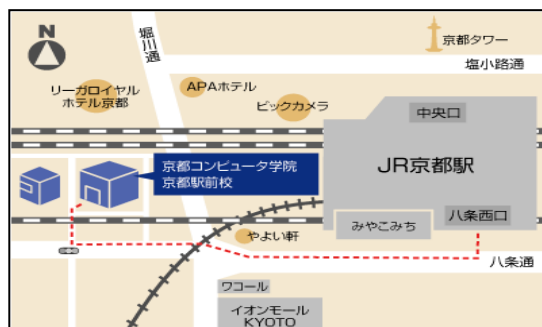 N
堀川通
京都タワー
塩小路通
リーガロイヤル
ホテル京都
APAホテル
ビックカメラ
中央口
京都コンピュータ学院
京都駅前校
JR京都駅
八条西口
みやこみち
やよい軒
八条通
ワコール
イオンモール
KYOTO